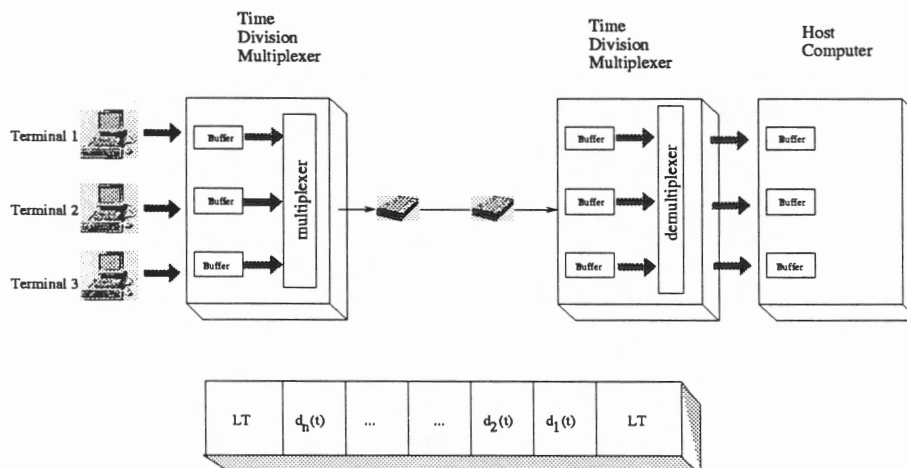 Time
Division
Multiplexer
Time
Division
Multiplexer
Host
Computer
Terminal 1
Terminal 2
Terminal 3
Buffer
Buffer
Buffer
multiplexer
Buffer
Buffer
Buffer
demultiplexer
Buffer
Buffer
Buffer
LT dₙ(t) ... ... d₂(t) d₁(t) LT